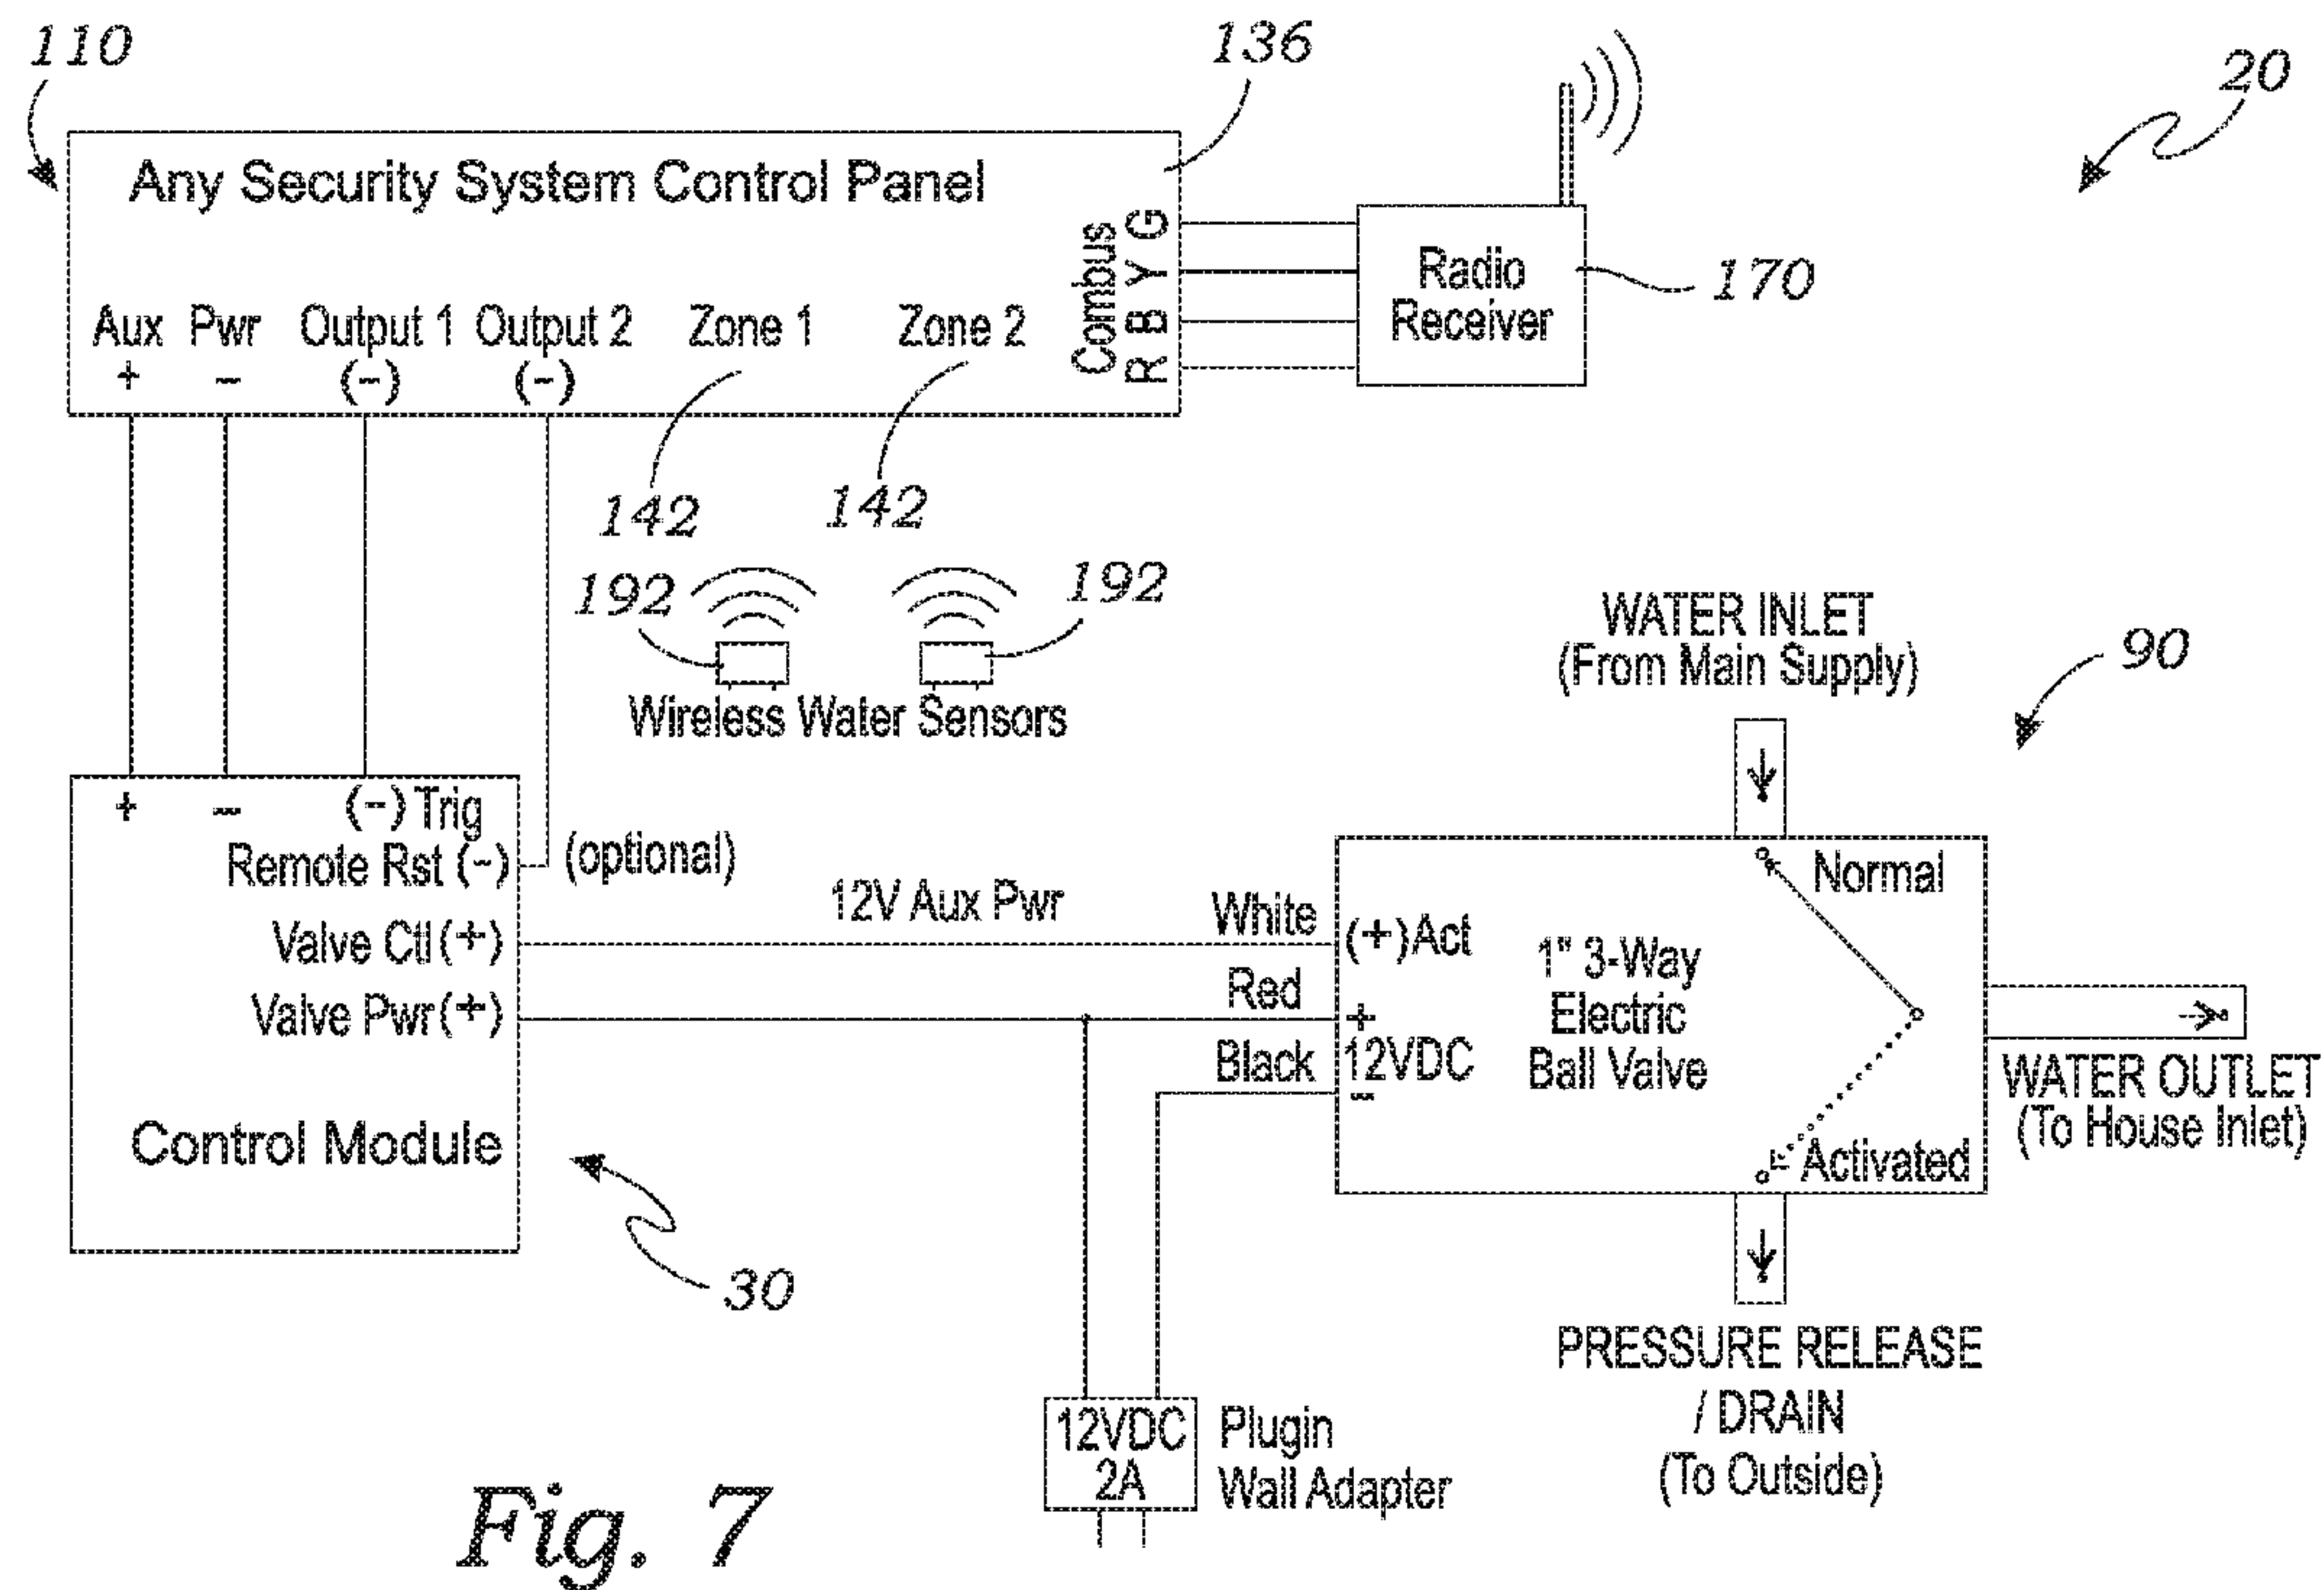 110
136
20
Any Security System Control Panel
Combus
R B Y G
Radio
Receiver
170
Aux Pwr Output 1 Output 2 Zone 1 Zone 2
+ − (-) (-)
142 142
192 192
Wireless Water Sensors
WATER INLET
(From Main Supply)
90
+ − (-) Trig
Remote Rst (-) (optional)
Valve Ctl (+)
Valve Pwr (+)
Control Module
30
12V Aux Pwr
White
Red
Black
(+) Act
+
12VDC
−
1" 3-Way
Electric
Ball Valve
Normal
Activated
WATER OUTLET
(To House Inlet)
PRESSURE RELEASE
/ DRAIN
(To Outside)
12VDC
2A
Plugin
Wall Adapter
Fig. 7